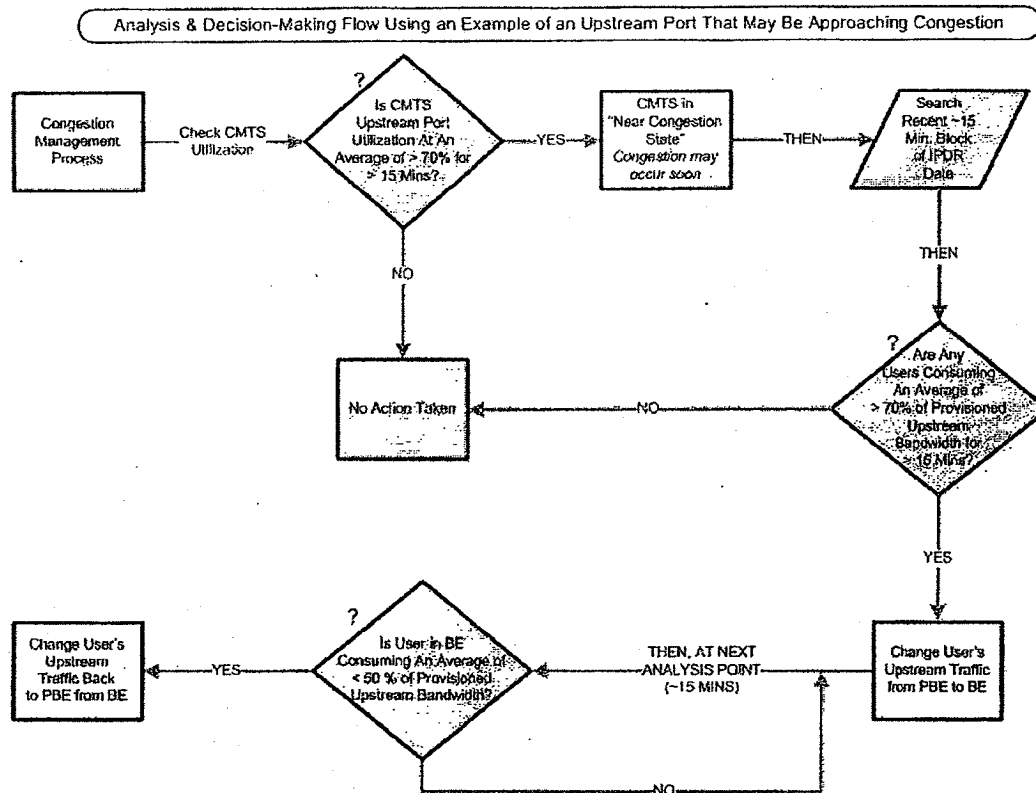 Analysis & Decision-Making Flow Using an Example of an Upstream Port That May Be Approaching Congestion
Congestion
Management
Process
Check CMTS
Utilization
?
Is CMTS
Upstream Port
Utilization At An
Average of > 70% for
> 15 Mins?
YES
CMTS in
"Near Congestion
State"
Congestion may
occur soon
THEN
Search
Recent ~15
Min. Block
of IPDR
Data
THEN
NO
No Action Taken
NO
?
Are Any
Users Consuming
An Average of
> 70% of Provisioned
Upstream
Bandwidth for
> 15 Mins?
YES
Change User's
Upstream Traffic
from PBE to BE
THEN, AT NEXT
ANALYSIS POINT
(~15 MINS)
?
Is User in BE
Consuming An Average of
< 50 % of Provisioned
Upstream Bandwidth?
YES
Change User's
Upstream
Traffic Back
to PBE from BE
NO